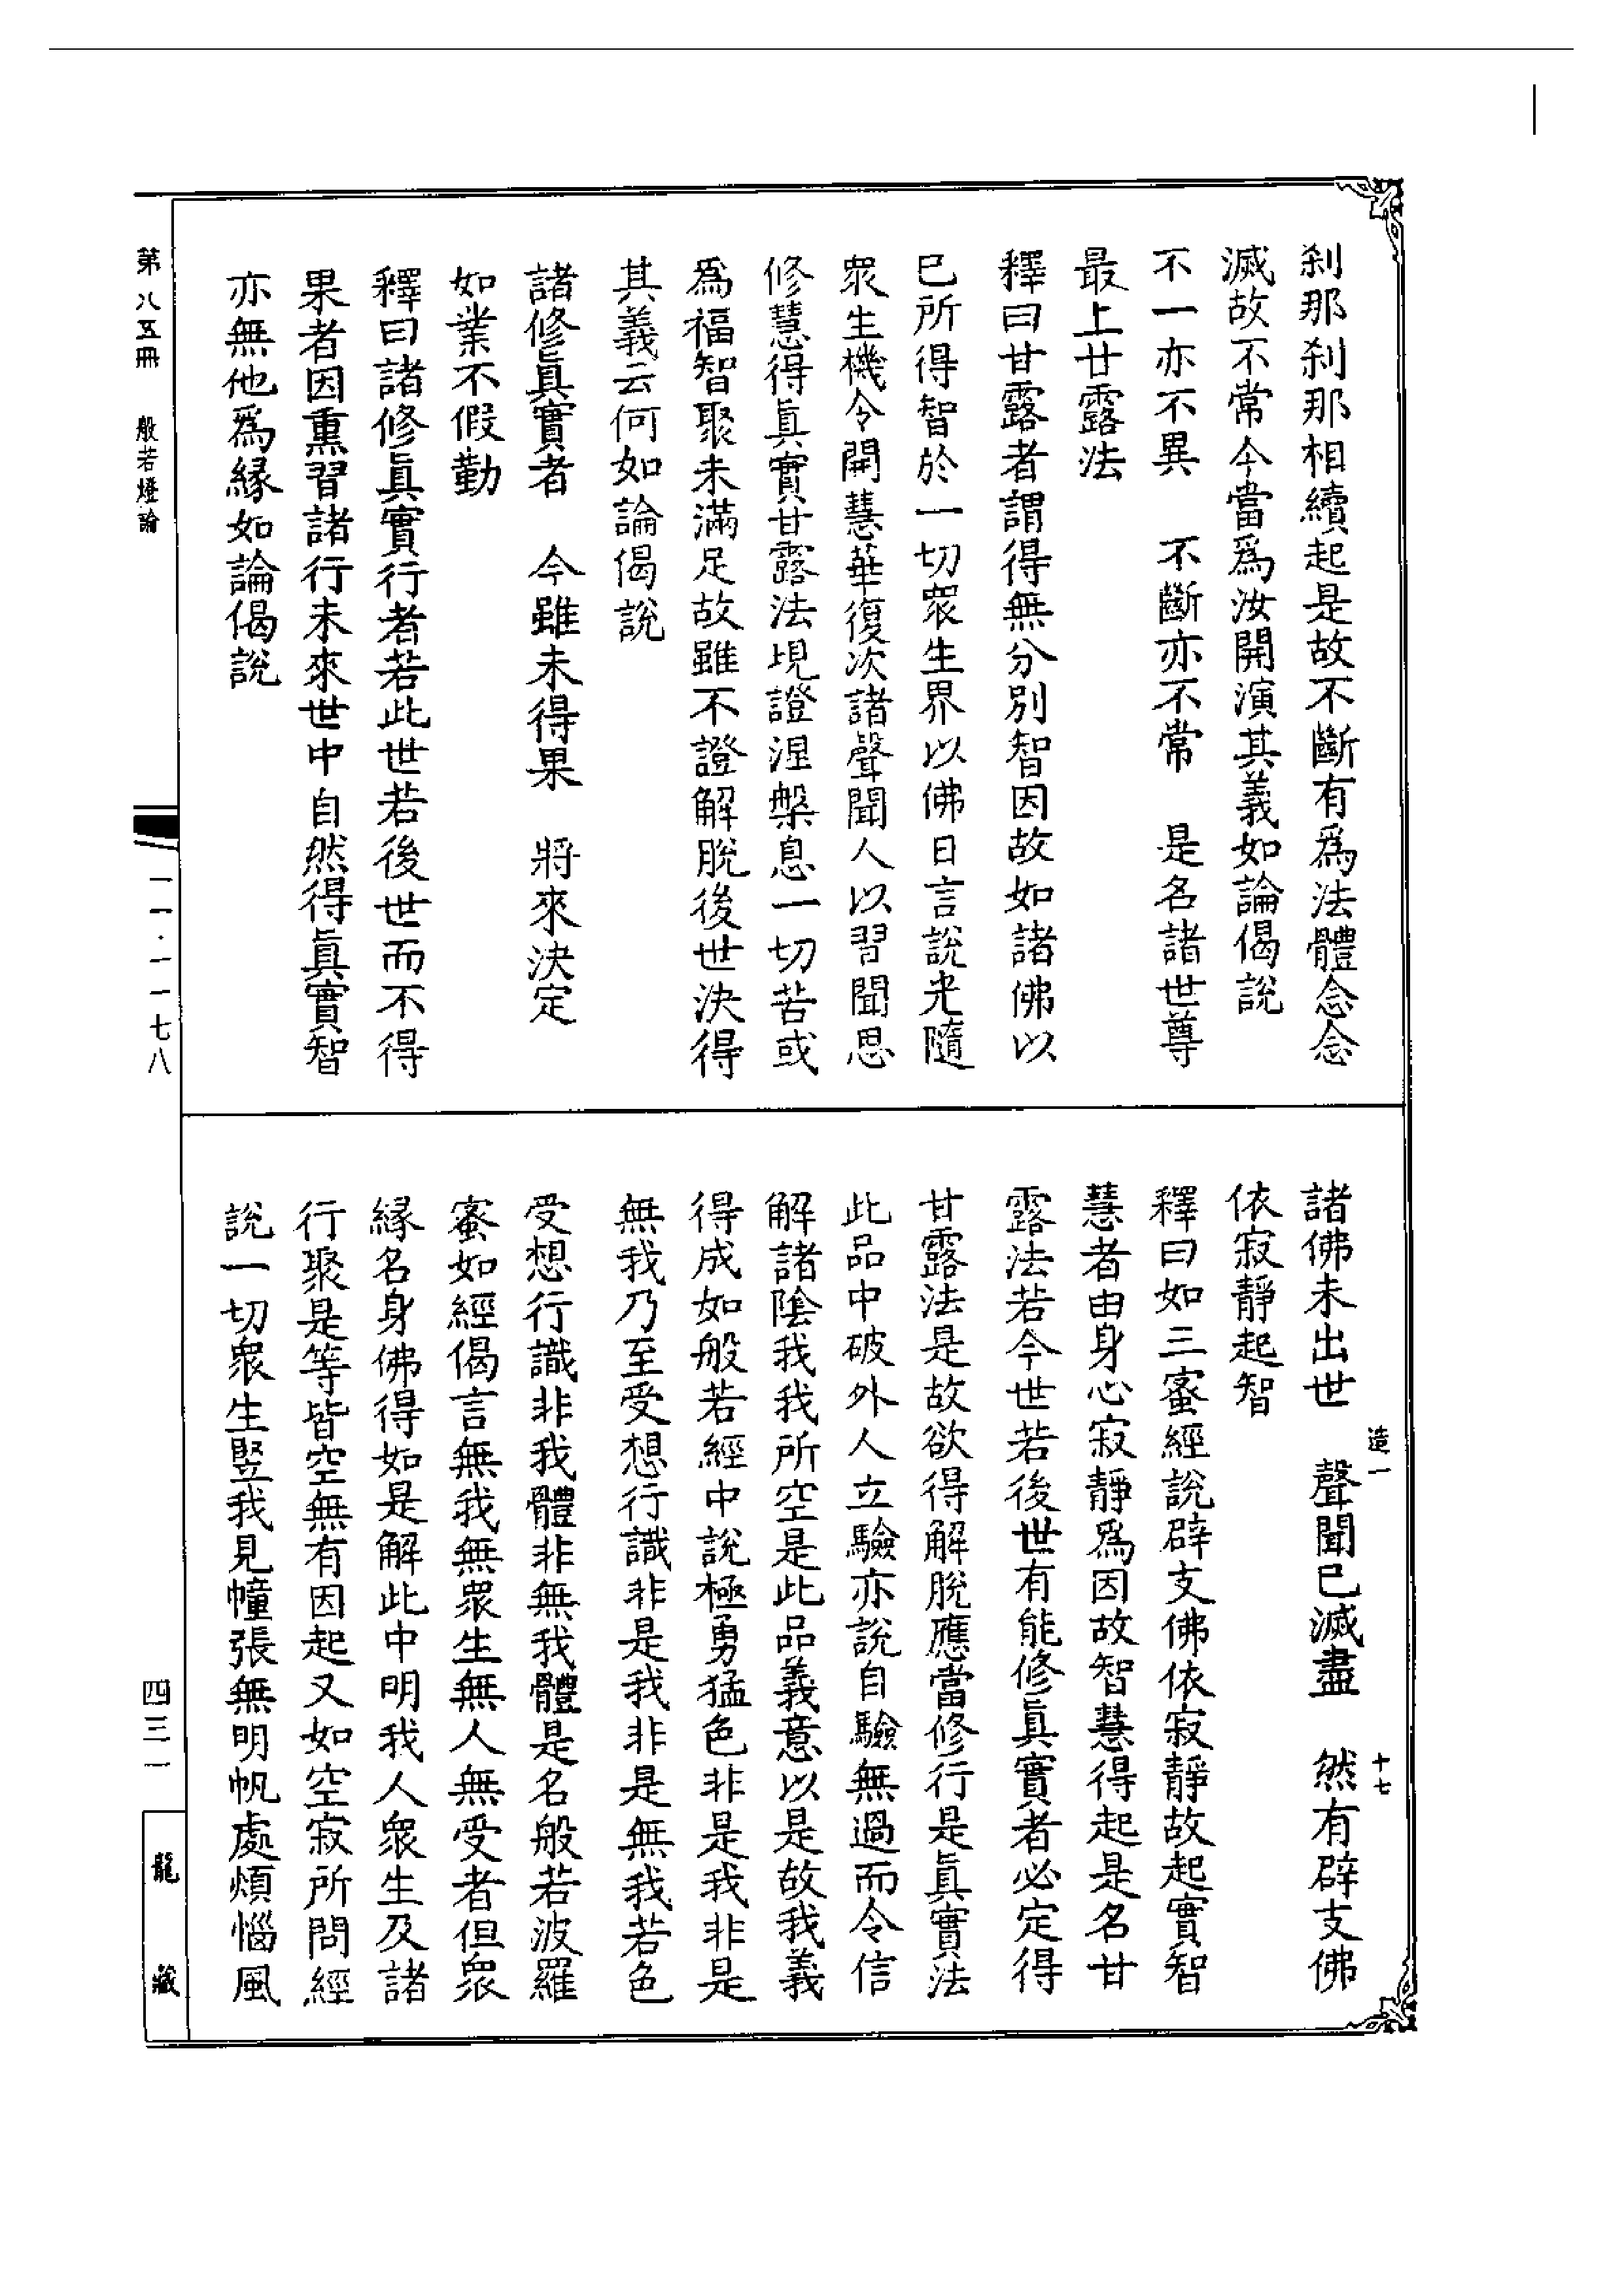 刹那刹那相續起是故不斷有爲法體念念
滅故不常今當爲汝開演其義如論偈說
不一亦不異　不斷亦不常　是名諸世尊
最上甘露法
釋曰甘露者謂得無分別智因故如諸佛以
已所得智於一切衆生界以佛日言說光隨
衆生機令開慧華復次諸聲聞人以習聞思
修慧得眞實甘露法現證涅槃息一切苦或
爲福智聚未滿足故雖不證解脫後世決得
其義云何如論偈說
諸修眞實者　今雖未得果　將來決定
如業不假勤
釋曰諸修眞實行者若此世若後世而不得
果者因熏習諸行未來世中自然得眞實智
亦無他爲緣如論偈說
諸佛未出世　聲聞已滅盡　然有辟支佛
依寂靜起智
釋曰如三蜜經說辟支佛依寂靜故起實智
慧者由身心寂靜爲因故智慧得起是名甘
露法若今世若後世有能修眞實者必定得
甘露法是故欲得解脫應當修行是眞實法
此品中破外人立驗亦說自驗無過而令信
解諸陰我我所空是此品義意以是故我義
得成如般若經中說極勇猛色非是我非是
無我乃至受想行識非是我非是無我若色
受想行識非我體非無我體是名般若波羅
蜜如經偈言無我無衆生無人無受者但衆
緣名身佛得如是解此中明我人衆生及諸
行聚是等皆空無有因起又如空寂所問經
說一切衆生竪我見幢張無明帆處煩惱風
造一
十七
第八五冊　般若燈論
一一·一一七八
四三一
龍藏